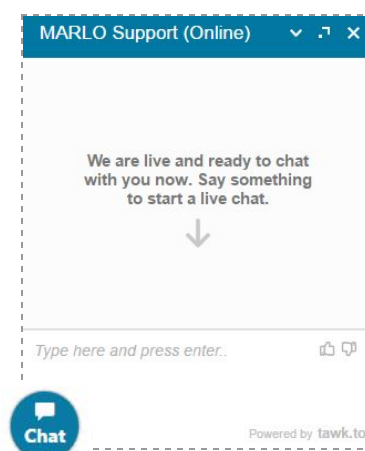 MARLO Support (Online)
We are live and ready to chat
with you now. Say something
to start a live chat.
Type here and press enter..
Chat
Powered by tawk.to